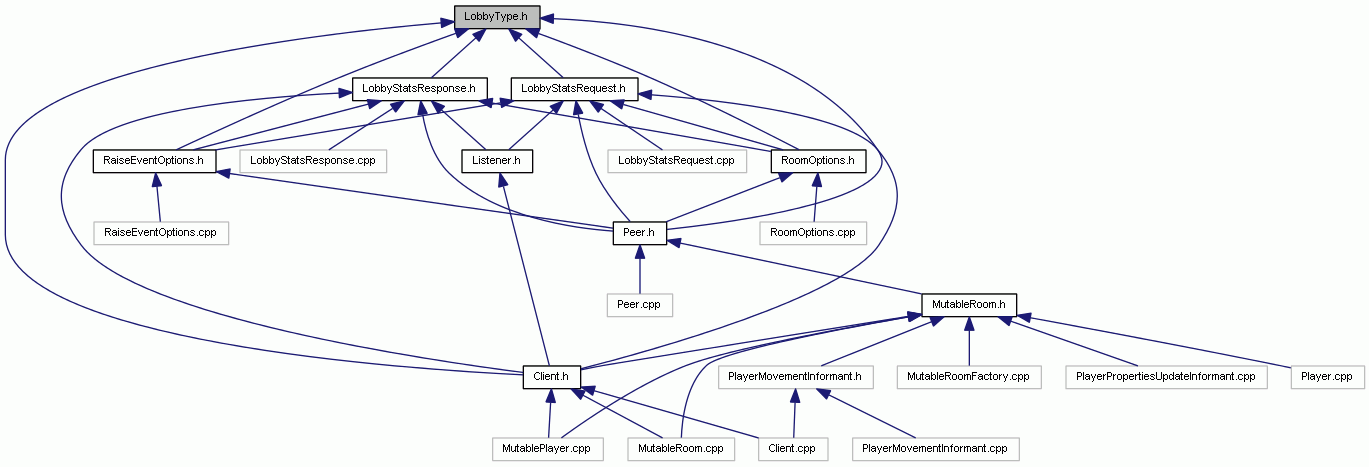 LobbyType.h
LobbyStatsResponse.h
LobbyStatsRequest.h
RaiseEventOptions.h
LobbyStatsResponse.cpp
Listener.h
LobbyStatsRequest.cpp
RoomOptions.h
RaiseEventOptions.cpp
Peer.h
RoomOptions.cpp
Peer.cpp
MutableRoom.h
Client.h
PlayerMovementInformant.h
MutableRoomFactory.cpp
PlayerPropertiesUpdateInformant.cpp
Player.cpp
MutablePlayer.cpp
MutableRoom.cpp
Client.cpp
PlayerMovementInformant.cpp